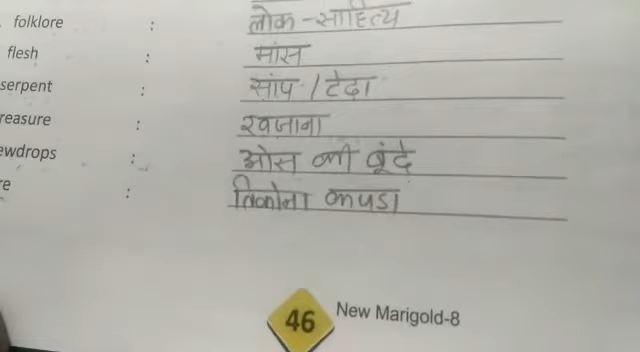 folklore : लोक-साहित्य
flesh : मांस
serpent : सांप / टेढ़ा
reasure : खज़ाना
ewdrops : ओस की बूंदे
re : तिकोना कपडा
46 New Marigold-8